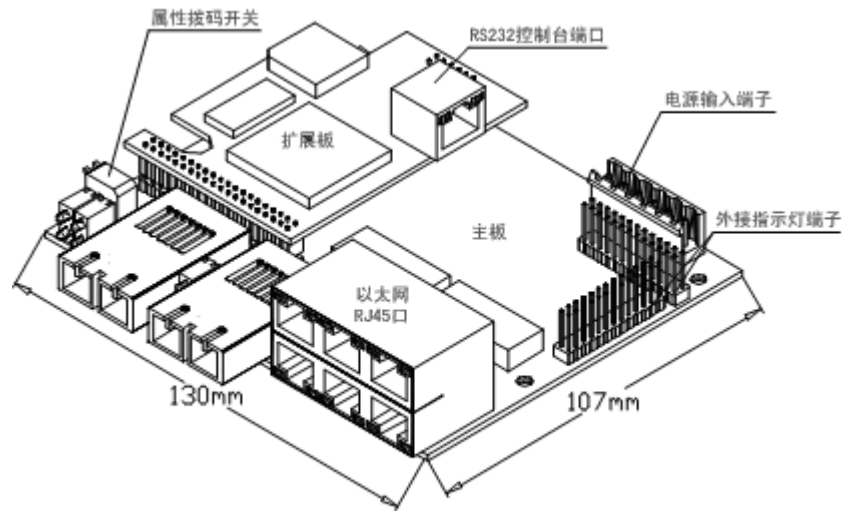 属性拨码开关
RS232控制台端口
电源输入端子
扩展板
外接指示灯端子
主板
以太网
RJ45口
130mm
107mm